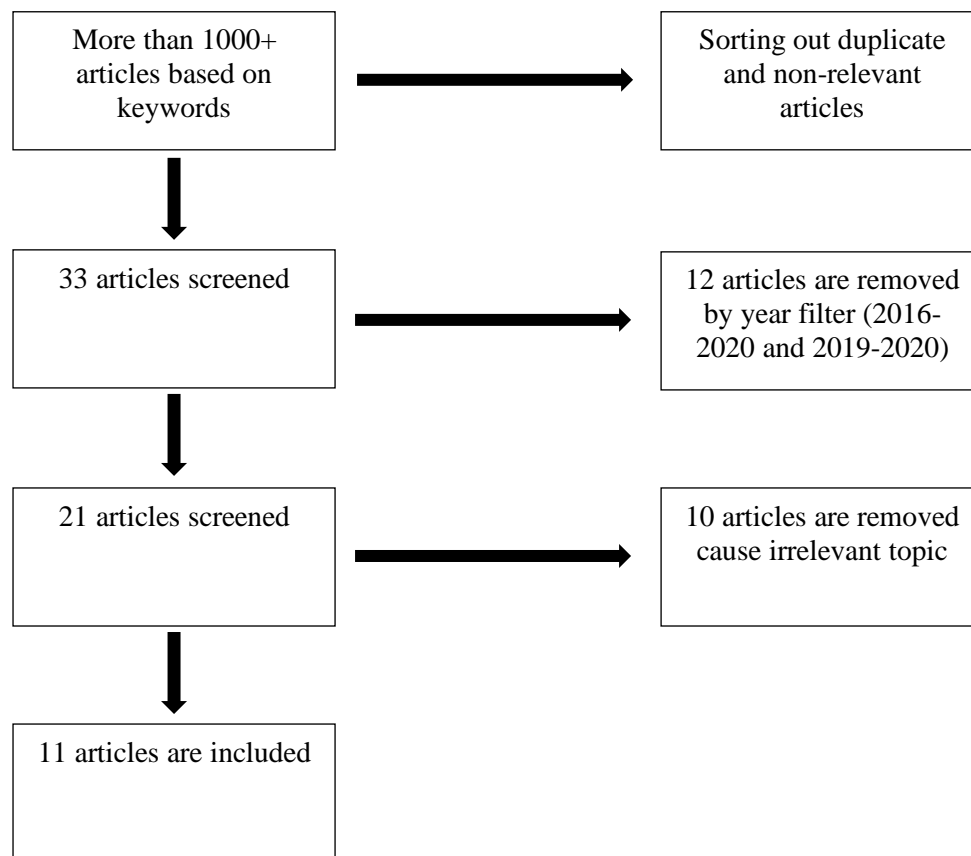 More than 1000+
articles based on
keywords
Sorting out duplicate
and non-relevant
articles
33 articles screened
12 articles are removed
by year filter (2016-
2020 and 2019-2020)
21 articles screened
10 articles are removed
cause irrelevant topic
11 articles are included